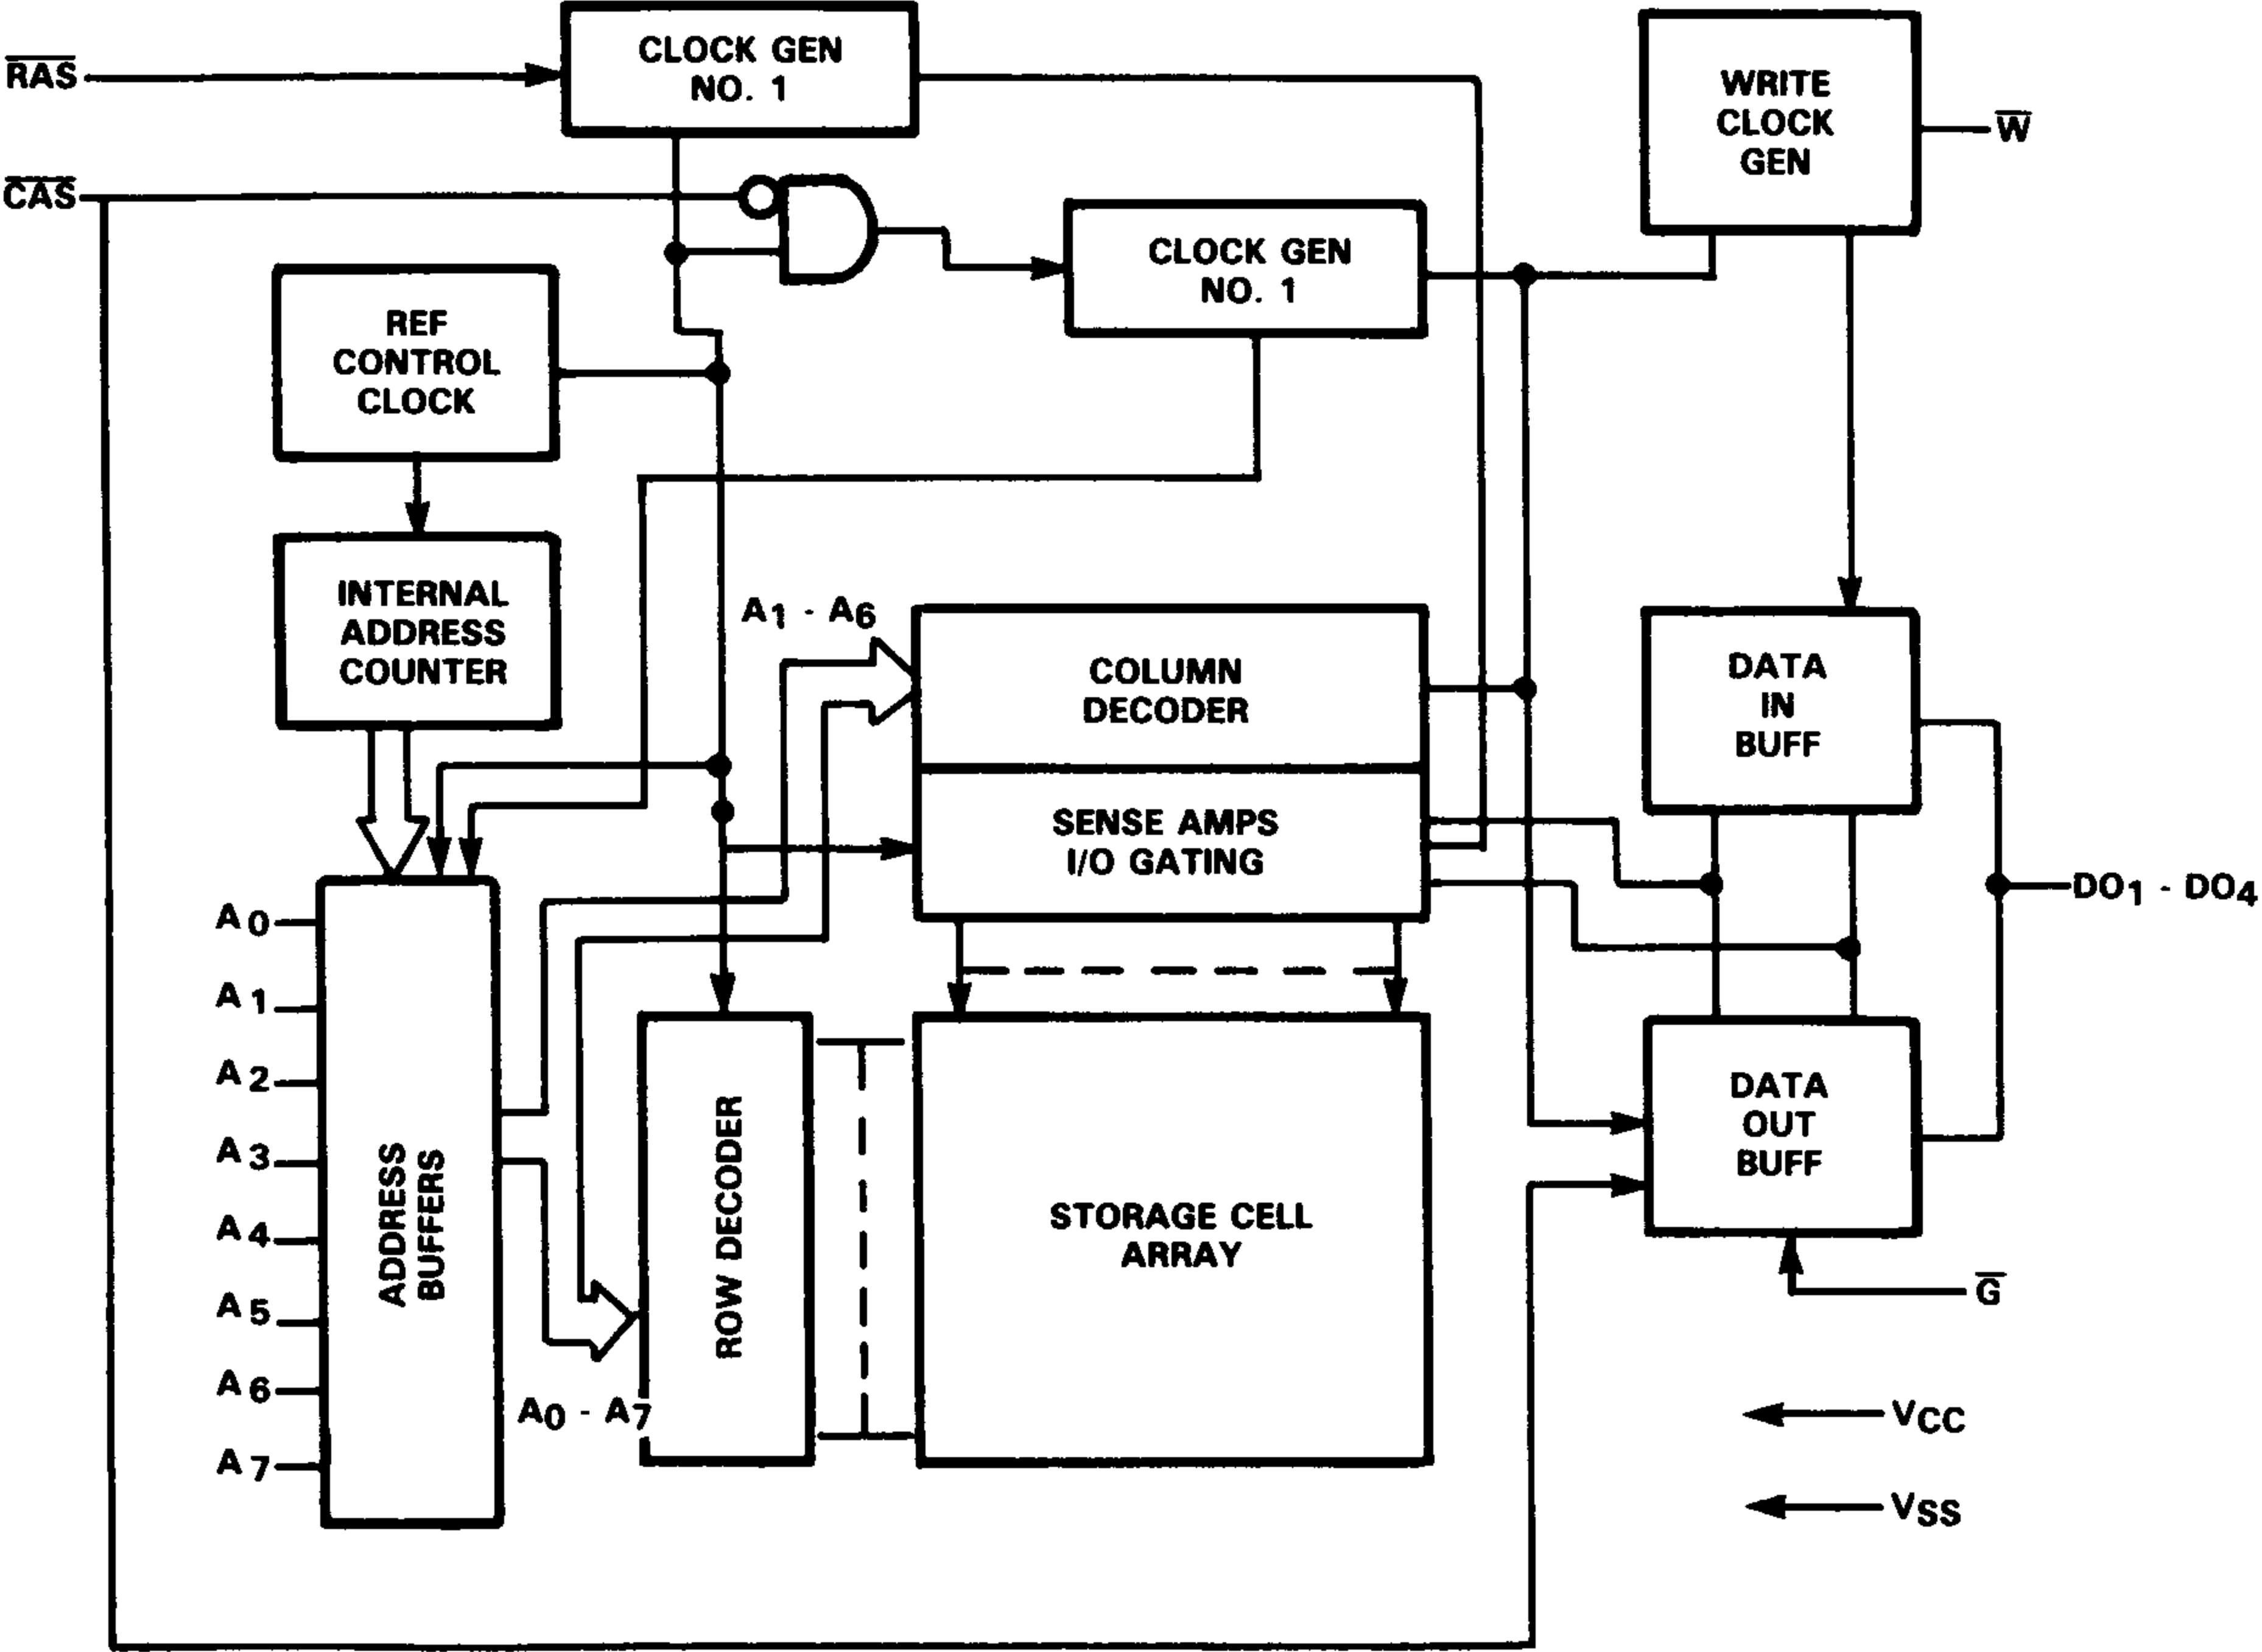 CLOCK GEN
NO. 1
RAS
WRITE
CLOCK
GEN
W
CAS
CLOCK GEN
NO. 1
REF
CONTROL
CLOCK
INTERNAL
ADDRESS
COUNTER
A1 - A6
COLUMN
DECODER
DATA
IN
BUFF
SENSE AMPS
I/O GATING
DO1 - DO4
A0
A1
A2
A3
A4
A5
A6
A7
ADDRESS
BUFFERS
ROW DECODER
A0 - A7
STORAGE CELL
ARRAY
DATA
OUT
BUFF
G
VCC
VSS